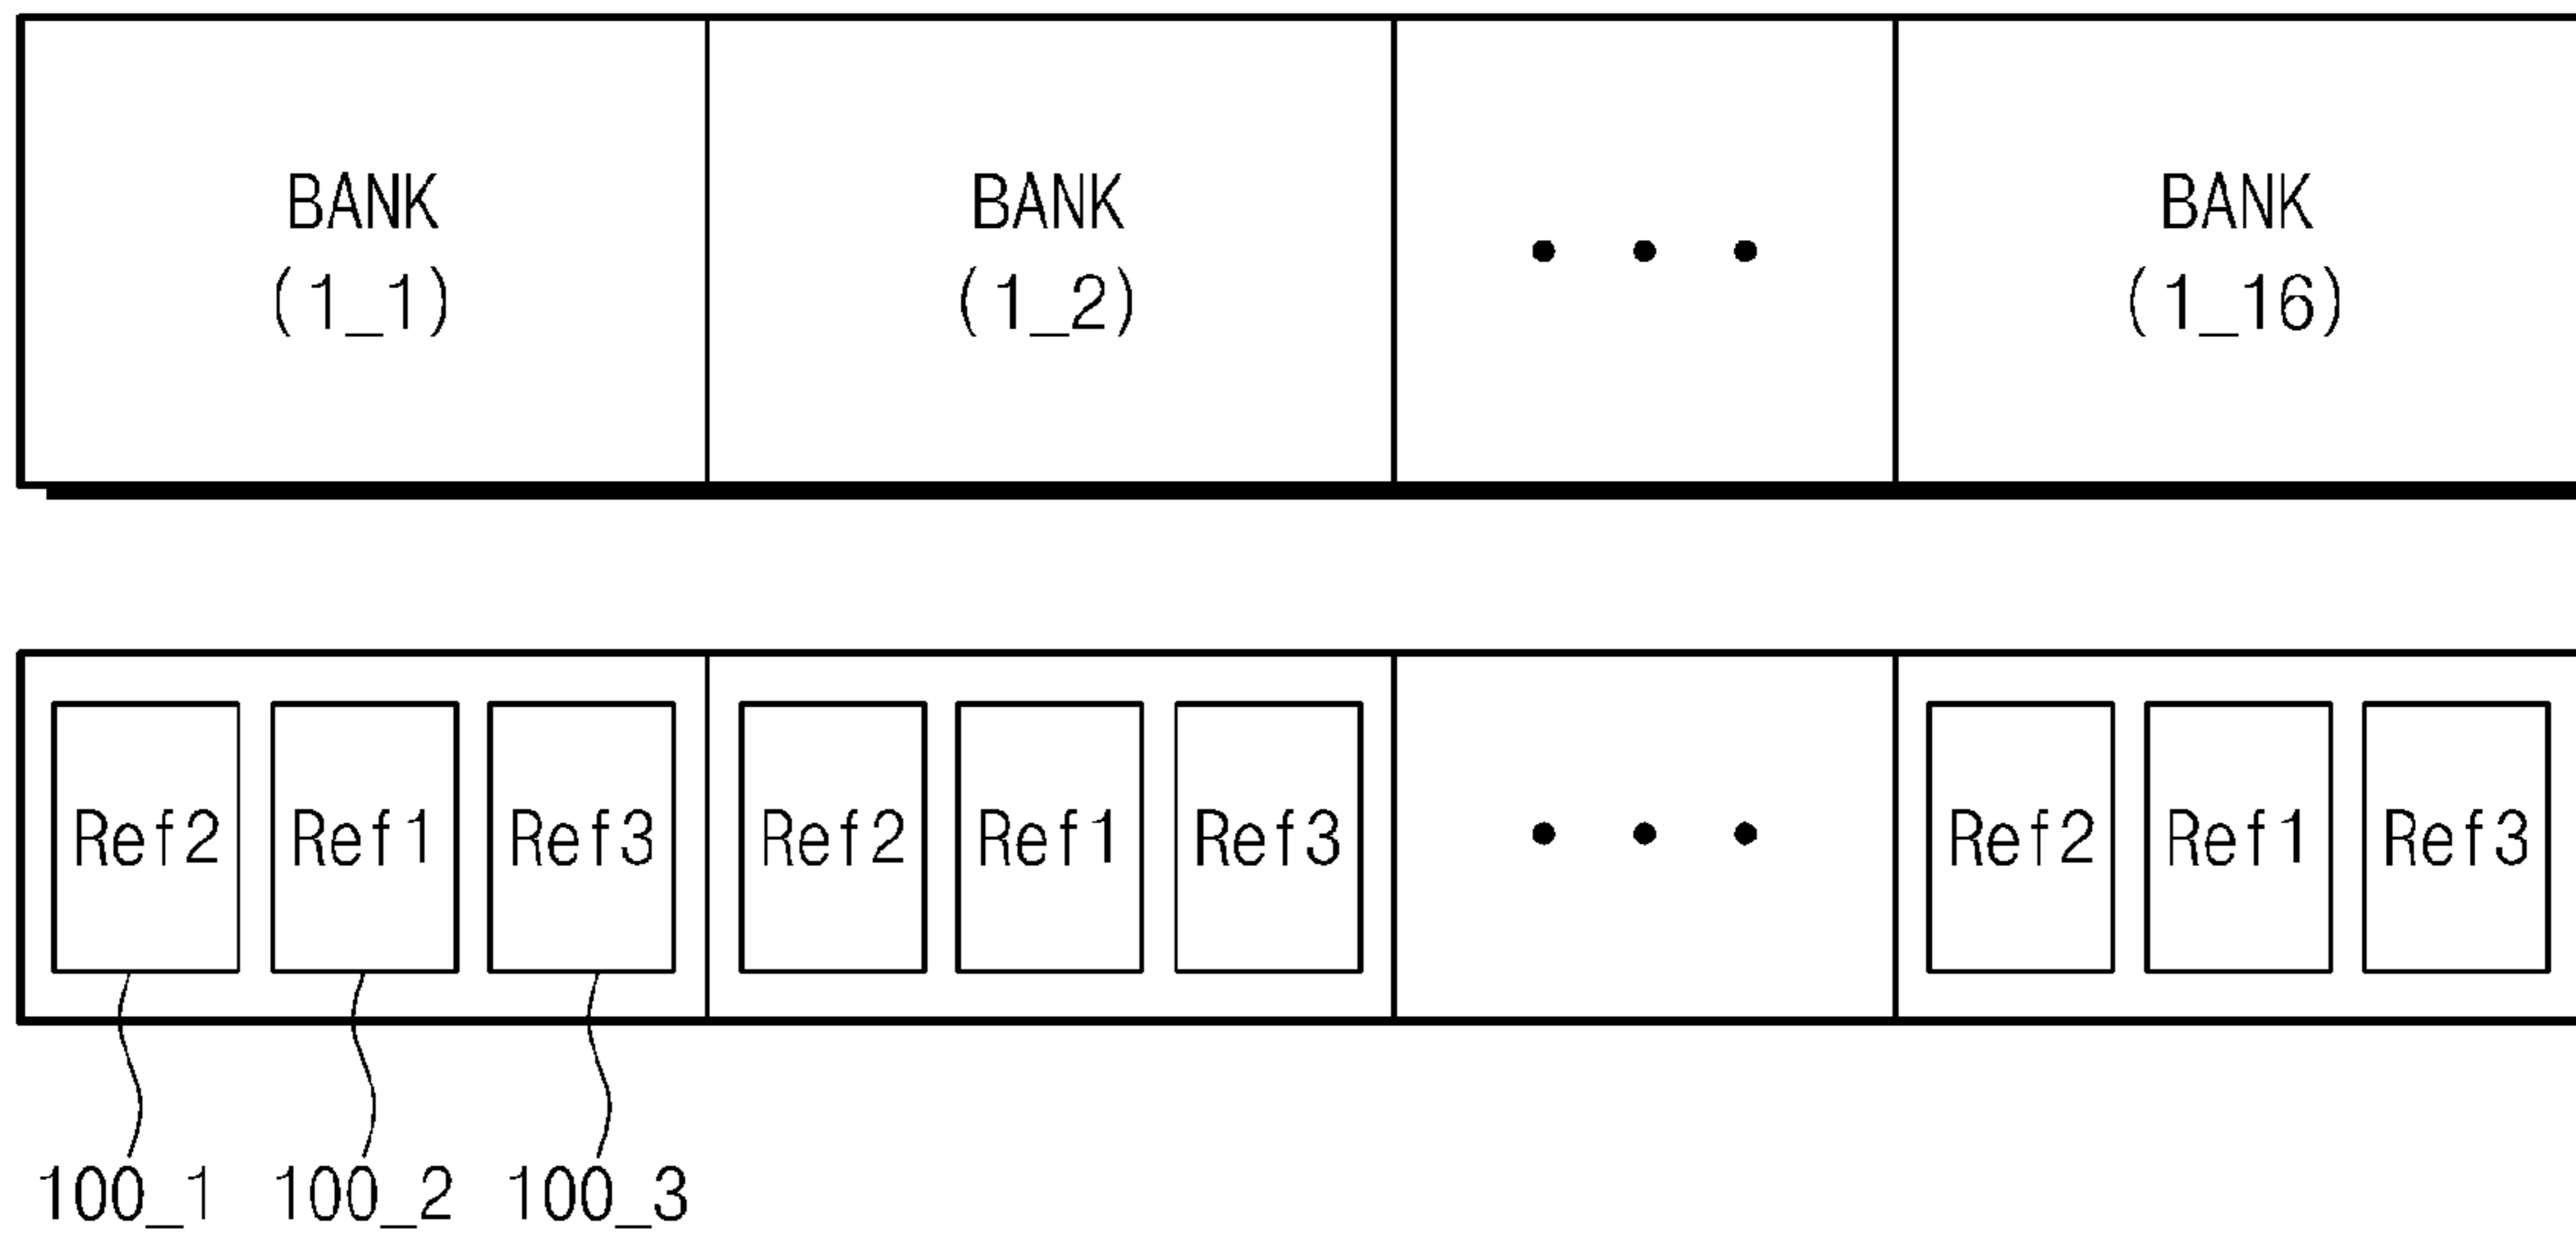 BANK
(1_1)
BANK
(1_2)
• • •
BANK
(1_16)
Ref2 Ref1 Ref3 Ref2 Ref1 Ref3 • • • Ref2 Ref1 Ref3
100_1 100_2 100_3